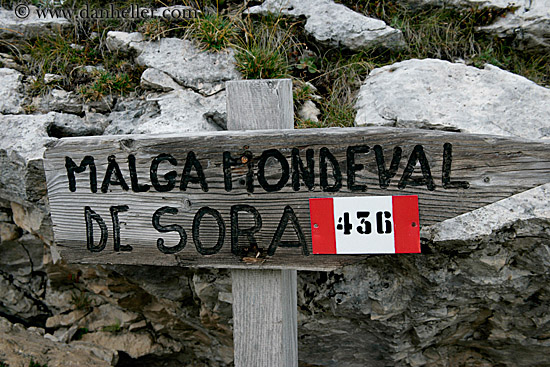 © www.danheller.com
MALGA MONDEVAL
DE SORA 436